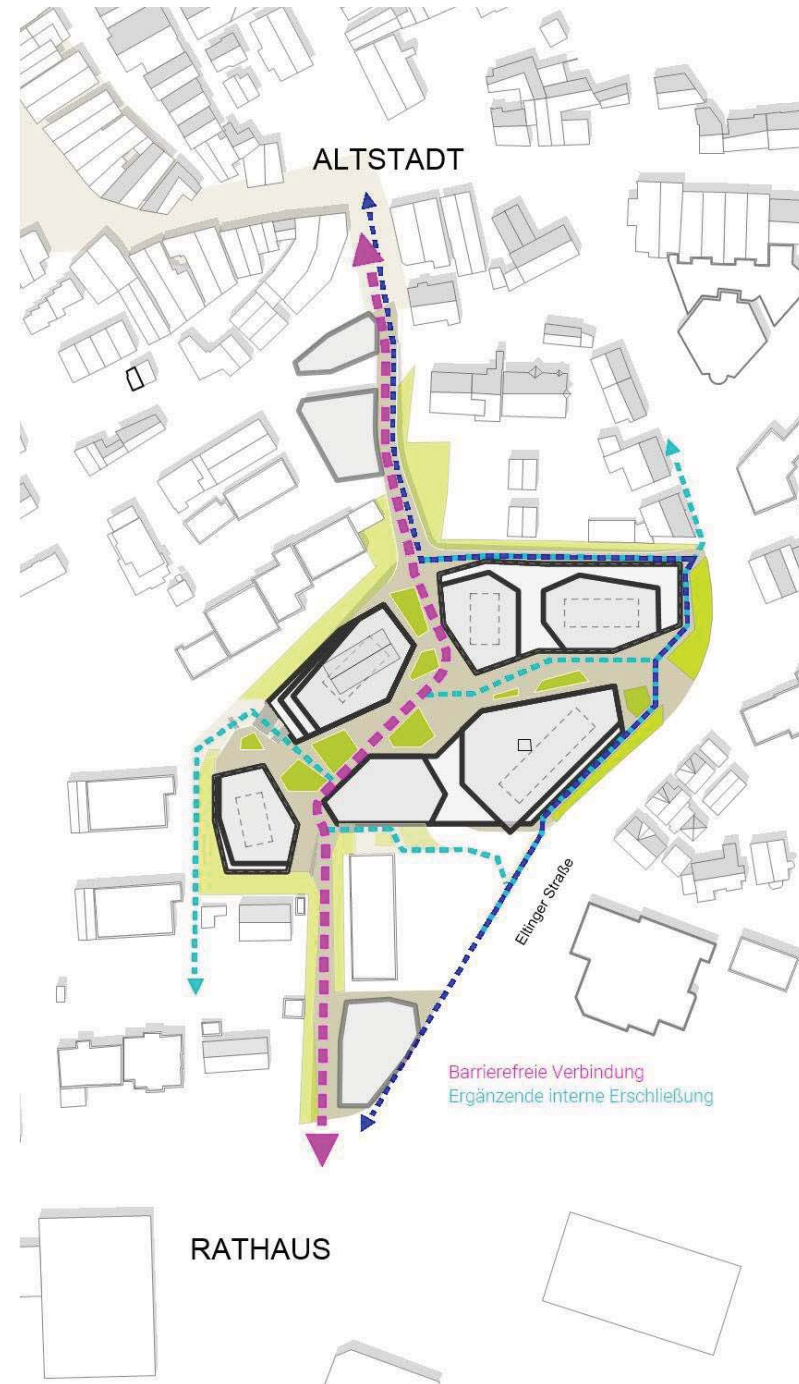 ALTSTADT
Eltinger Straße
Barrierefreie Verbindung
Ergänzende interne Erschließung
RATHAUS